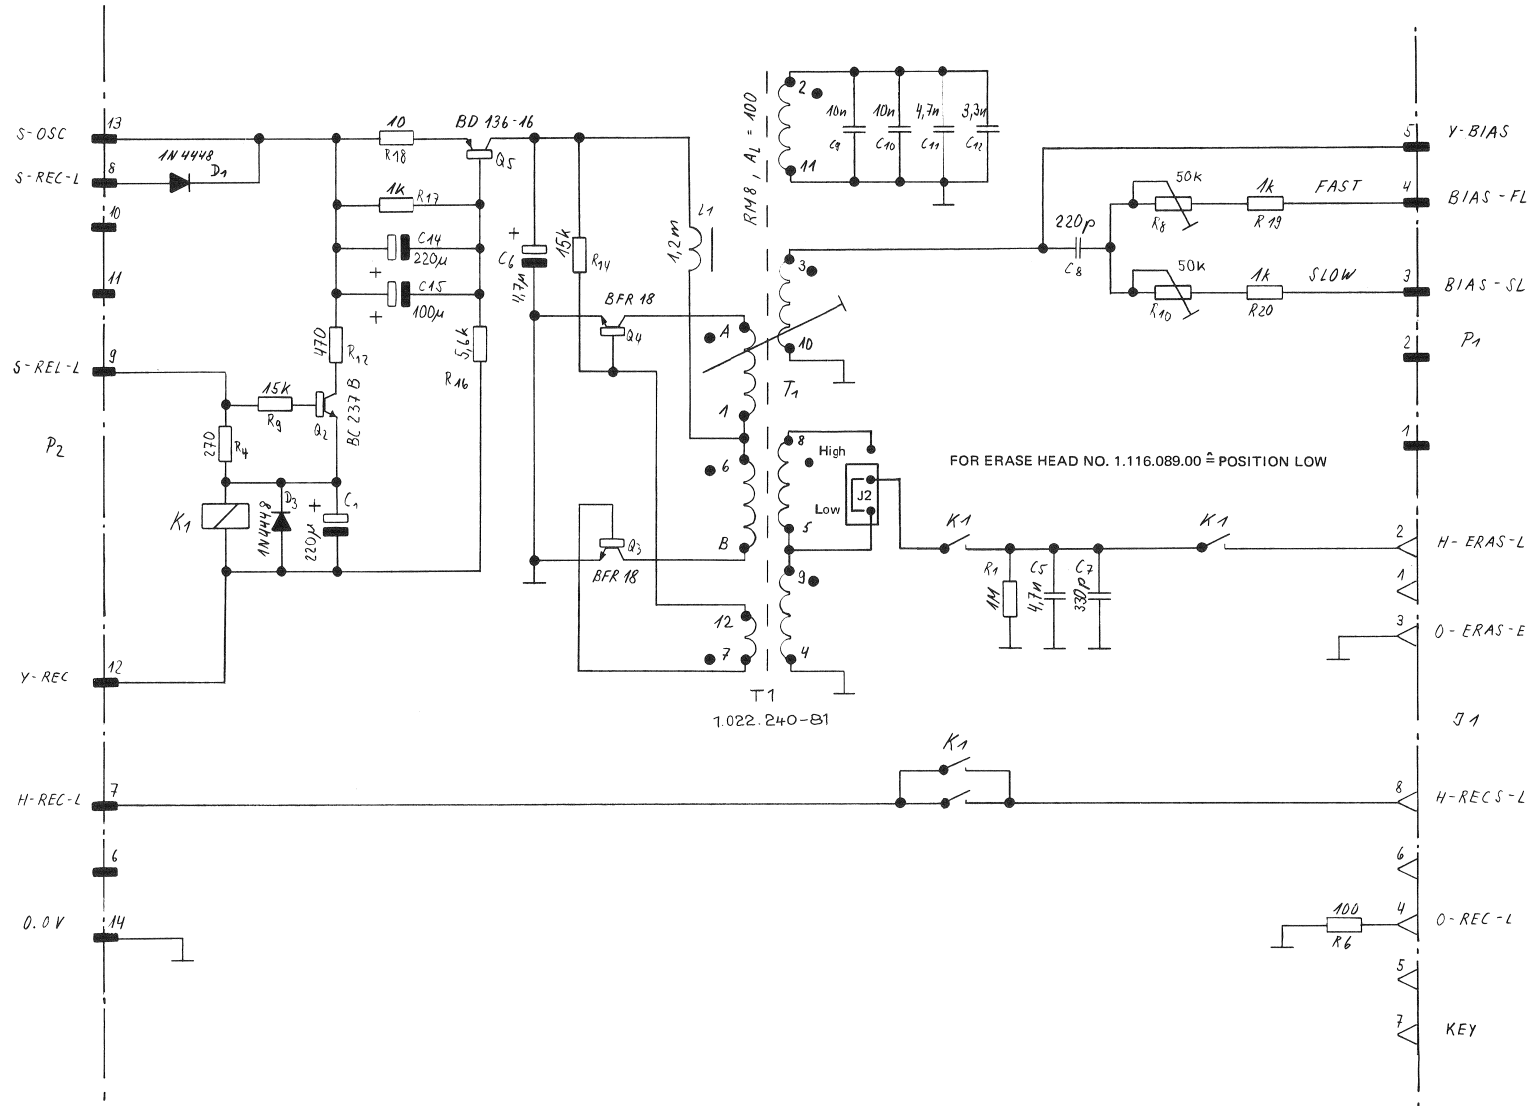 S-OSC
13
S-REC-L
8
1N4448
D1
10
11
S-REL-L
9
P2
Y-REC
12
H-REC-L
7
6
0.0V
14
10
R18
BD 136-16
Q5
1k
R17
C14
220µ
+
C15
100µ
+
470
R12
5,6k
R16
15k
R9
Q2
BC 237 B
270
R4
K1
1N4448
D3
+
C1
220µ
+
C6
4,7µ
15k
R14
L1
1,2m
BFR 18
Q4
Q3
BFR 18
A
1
6
B
12
7
RM8, AL = 100
2
11
3
10
T1
8
5
9
4
T1
1.022.240-81
10n
C9
10n
C10
4,7n
C11
3,3n
C12
220p
C8
50k
R8
1k
R19
FAST
50k
R10
1k
R20
SLOW
High
Low
J2
FOR ERASE HEAD NO. 1.116.089.00 ≙ POSITION LOW
K1
K1
R1
1M
C5
4,7n
C7
330p
K1
5
Y-BIAS
4
BIAS-FL
3
BIAS-SL
2
P1
1
2
H-ERAS-L
1
3
O-ERAS-E
J1
8
H-RECS-L
6
100
R6
4
O-REC-L
5
7
KEY